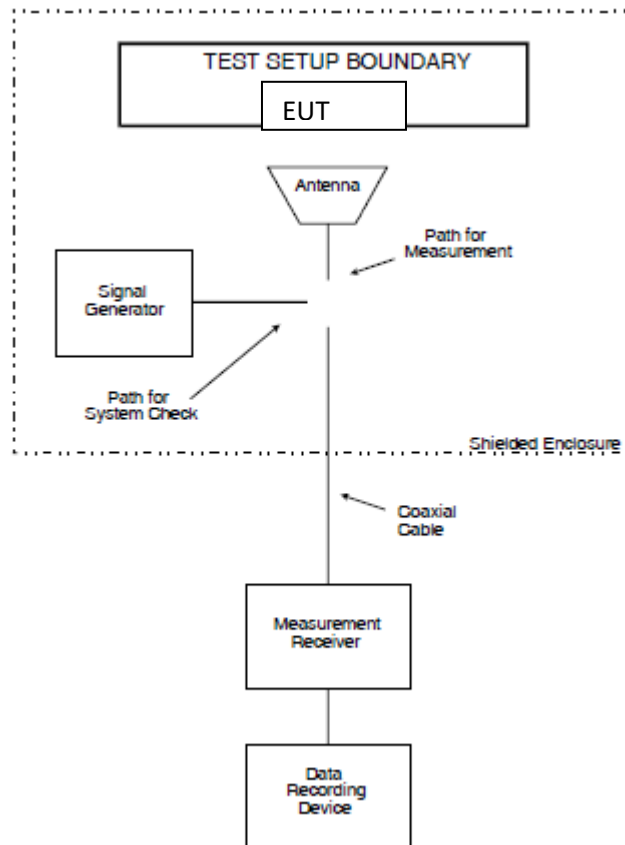 TEST SETUP BOUNDARY
EUT
Antenna
Path for
Measurement
Signal
Generator
Path for
System Check
Shielded Enclosure
Coaxial
Cable
Measurement
Receiver
Data
Recording
Device